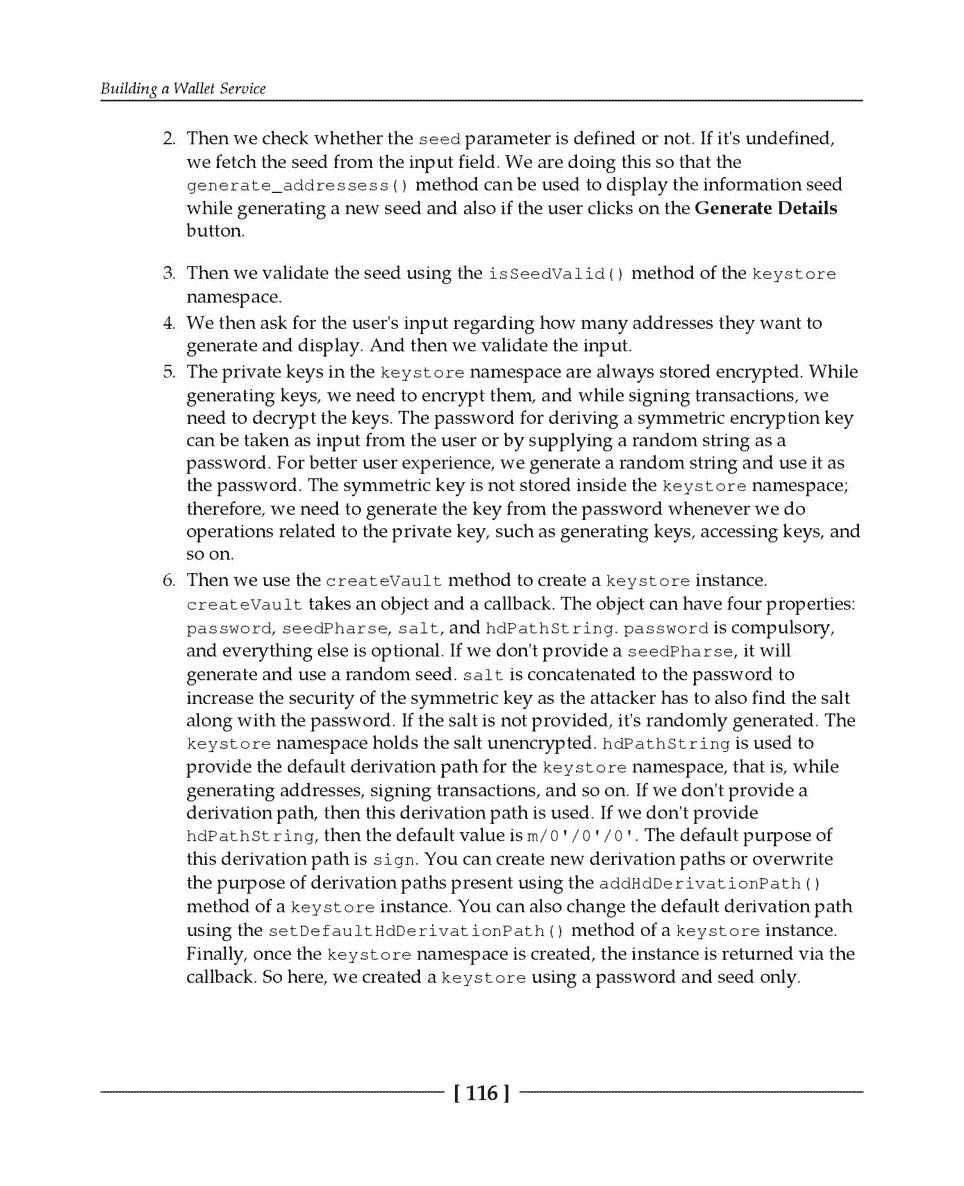 Building a Wallet Service
2. Then we check whether the seed parameter is defined or not. If it's undefined,
we fetch the seed from the input field. We are doing this so that the
generate_addressess() method can be used to display the information seed
while generating a new seed and also if the user clicks on the Generate Details
button.
3. Then we validate the seed using the isSeedValid() method of the keystore
namespace.
4. We then ask for the user's input regarding how many addresses they want to
generate and display. And then we validate the input.
5. The private keys in the keystore namespace are always stored encrypted. While
generating keys, we need to encrypt them, and while signing transactions, we
need to decrypt the keys. The password for deriving a symmetric encryption key
can be taken as input from the user or by supplying a random string as a
password. For better user experience, we generate a random string and use it as
the password. The symmetric key is not stored inside the keystore namespace;
therefore, we need to generate the key from the password whenever we do
operations related to the private key, such as generating keys, accessing keys, and
so on.
6. Then we use the createVault method to create a keystore instance.
createVault takes an object and a callback. The object can have four properties:
password, seedPharse, salt, and hdPathString. password is compulsory,
and everything else is optional. If we don't provide a seedPharse, it will
generate and use a random seed. salt is concatenated to the password to
increase the security of the symmetric key as the attacker has to also find the salt
along with the password. If the salt is not provided, it's randomly generated. The
keystore namespace holds the salt unencrypted. hdPathString is used to
provide the default derivation path for the keystore namespace, that is, while
generating addresses, signing transactions, and so on. If we don't provide a
derivation path, then this derivation path is used. If we don't provide
hdPathString, then the default value is m/0'/0'/0'. The default purpose of
this derivation path is sign. You can create new derivation paths or overwrite
the purpose of derivation paths present using the addHdDerivationPath()
method of a keystore instance. You can also change the default derivation path
using the setDefaultHdDerivationPath() method of a keystore instance.
Finally, once the keystore namespace is created, the instance is returned via the
callback. So here, we created a keystore using a password and seed only.
[ 116 ]